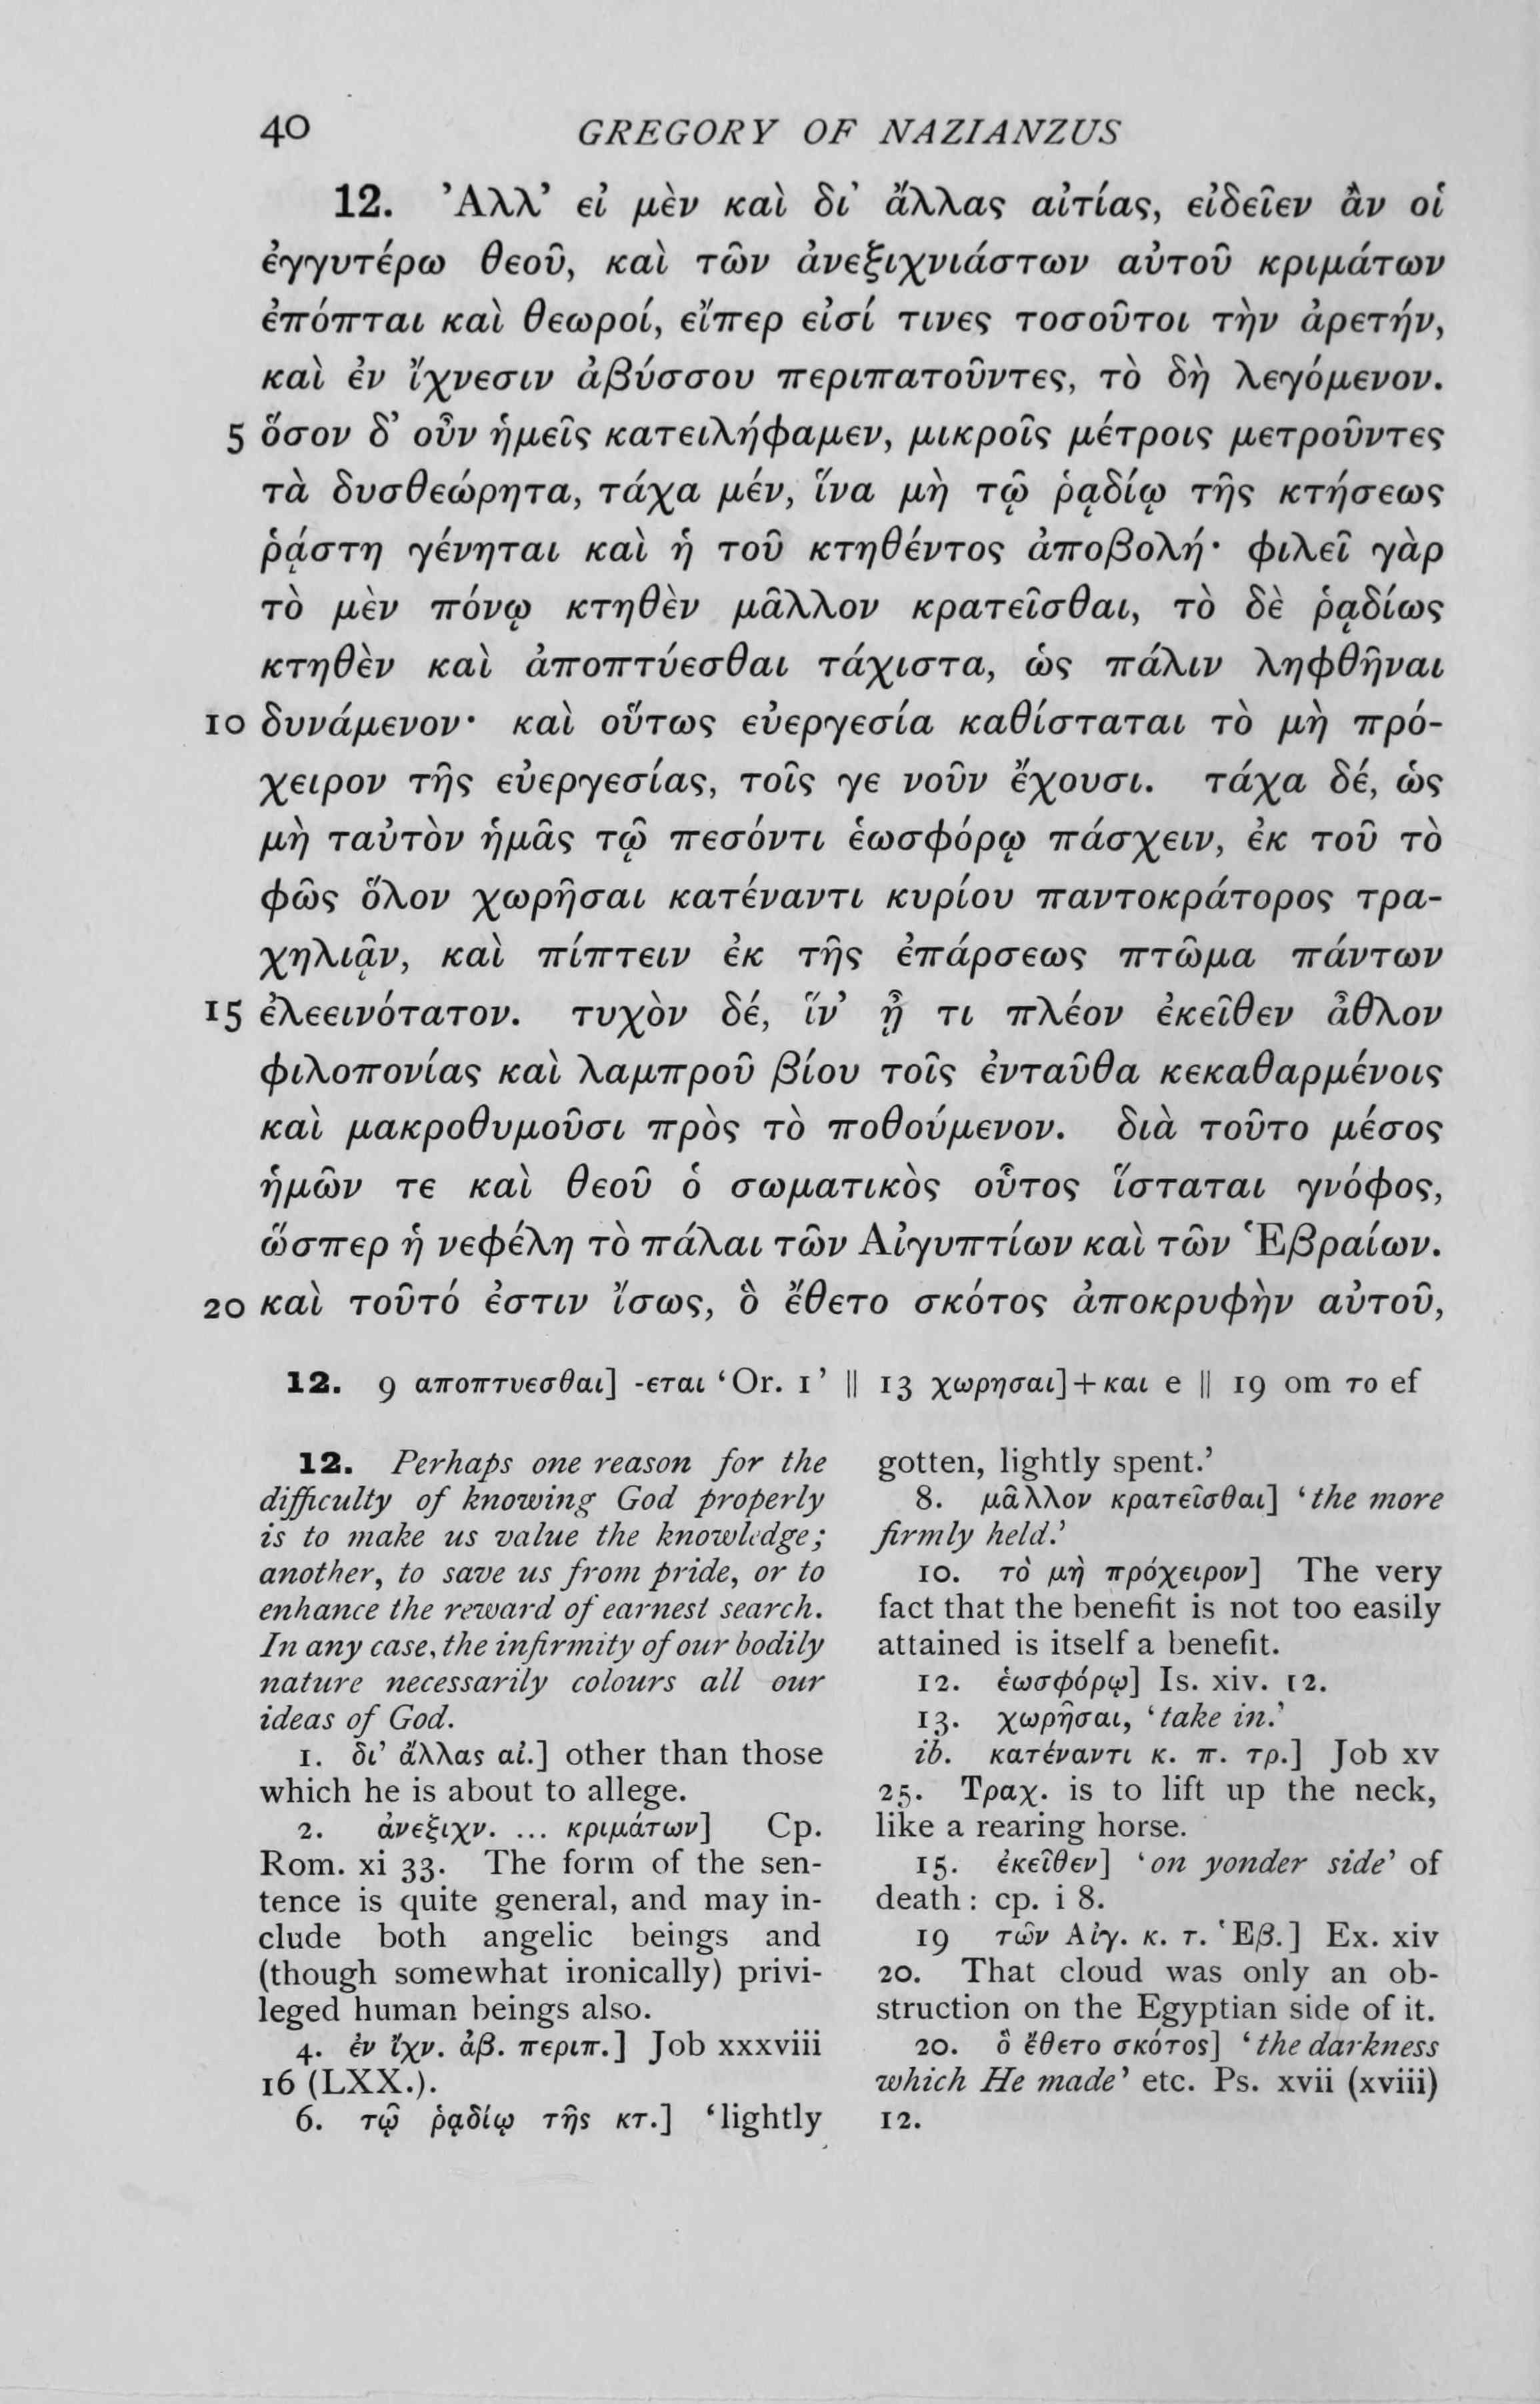 40 GREGORY OF NAZIANZUS
12. Ἀλλ’ εἰ μὲν καὶ δι’ ἄλλας αἰτίας, εἰδεῖεν ἂν οἱ
ἐγγυτέρω θεοῦ, καὶ τῶν ἀνεξιχνιάστων αὐτοῦ κριμάτων
ἐπόπται καὶ θεωροί, εἴπερ εἰσί τινες τοσοῦτοι τὴν ἀρετήν,
καὶ ἐν ἴχνεσιν ἀβύσσου περιπατοῦντες, τὸ δὴ λεγόμενον.
5 ὅσον δ’ οὖν ἡμεῖς κατειλήφαμεν, μικροῖς μέτροις μετροῦντες
τὰ δυσθεώρητα, τάχα μέν, ἵνα μὴ τῷ ῥᾳδίῳ τῆς κτήσεως
ῥᾴστη γένηται καὶ ἡ τοῦ κτηθέντος ἀποβολή· φιλεῖ γὰρ
τὸ μὲν πόνῳ κτηθὲν μᾶλλον κρατεῖσθαι, τὸ δὲ ῥᾳδίως
κτηθὲν καὶ ἀποπτύεσθαι τάχιστα, ὡς πάλιν ληφθῆναι
10 δυνάμενον· καὶ οὕτως εὐεργεσία καθίσταται τὸ μὴ πρό-
χειρον τῆς εὐεργεσίας, τοῖς γε νοῦν ἔχουσι. τάχα δέ, ὡς
μὴ ταὐτὸν ἡμᾶς τῷ πεσόντι ἑωσφόρῳ πάσχειν, ἐκ τοῦ τὸ
φῶς ὅλον χωρῆσαι κατέναντι κυρίου παντοκράτορος τρα-
χηλιᾷν, καὶ πίπτειν ἐκ τῆς ἐπάρσεως πτῶμα πάντων
15 ἐλεεινότατον. τυχὸν δέ, ἵν’ ᾖ τι πλέον ἐκεῖθεν ἆθλον
φιλοπονίας καὶ λαμπροῦ βίου τοῖς ἐνταῦθα κεκαθαρμένοις
καὶ μακροθυμοῦσι πρὸς τὸ ποθούμενον. διὰ τοῦτο μέσος
ἡμῶν τε καὶ θεοῦ ὁ σωματικὸς οὗτος ἵσταται γνόφος,
ὥσπερ ἡ νεφέλη τὸ πάλαι τῶν Αἰγυπτίων καὶ τῶν Ἑβραίων.
20 καὶ τοῦτό ἐστιν ἴσως, ὃ ἔθετο σκότος ἀποκρυφὴν αὐτοῦ,
12. 9 αποπτυεσθαι] -εται ‘Or. 1’ || 13 χωρησαι]+και e || 19 om το ef
12. Perhaps one reason for the
difficulty of knowing God properly
is to make us value the knowledge;
another, to save us from pride, or to
enhance the reward of earnest search.
In any case, the infirmity of our bodily
nature necessarily colours all our
ideas of God.
1. δι’ ἄλλας αἰ.] other than those
which he is about to allege.
2. ἀνεξιχν. ... κριμάτων] Cp.
Rom. xi 33. The form of the sen-
tence is quite general, and may in-
clude both angelic beings and
(though somewhat ironically) privi-
leged human beings also.
4. ἐν ἴχν. ἀβ. περιπ.] Job xxxviii
16 (LXX.).
6. τῷ ῥᾳδίῳ τῆς κτ.] ‘lightly
gotten, lightly spent.’
8. μᾶλλον κρατεῖσθαι] ‘the more
firmly held.’
10. τὸ μὴ πρόχειρον] The very
fact that the benefit is not too easily
attained is itself a benefit.
12. ἑωσφόρῳ] Is. xiv. 12.
13. χωρῆσαι, ‘take in.’
ib. κατέναντι κ. π. τρ.] Job xv
25. Τραχ. is to lift up the neck,
like a rearing horse.
15. ἐκεῖθεν] ‘on yonder side’ of
death: cp. i 8.
19 τῶν Αἰγ. κ. τ. Ἑβ.] Ex. xiv
20. That cloud was only an ob-
struction on the Egyptian side of it.
20. ὃ ἔθετο σκότος] ‘the darkness
which He made’ etc. Ps. xvii (xviii)
12.